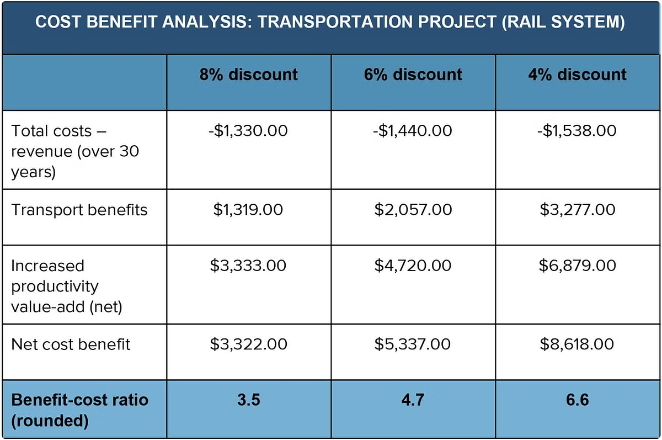 COST BENEFIT ANALYSIS: TRANSPORTATION PROJECT (RAIL SYSTEM)
8% discount 6% discount 4% discount
Total costs –
revenue (over 30
years) -$1,330.00 -$1,440.00 -$1,538.00
Transport benefits $1,319.00 $2,057.00 $3,277.00
Increased
productivity
value-add (net) $3,333.00 $4,720.00 $6,879.00
Net cost benefit $3,322.00 $5,337.00 $8,618.00
Benefit-cost ratio
(rounded) 3.5 4.7 6.6